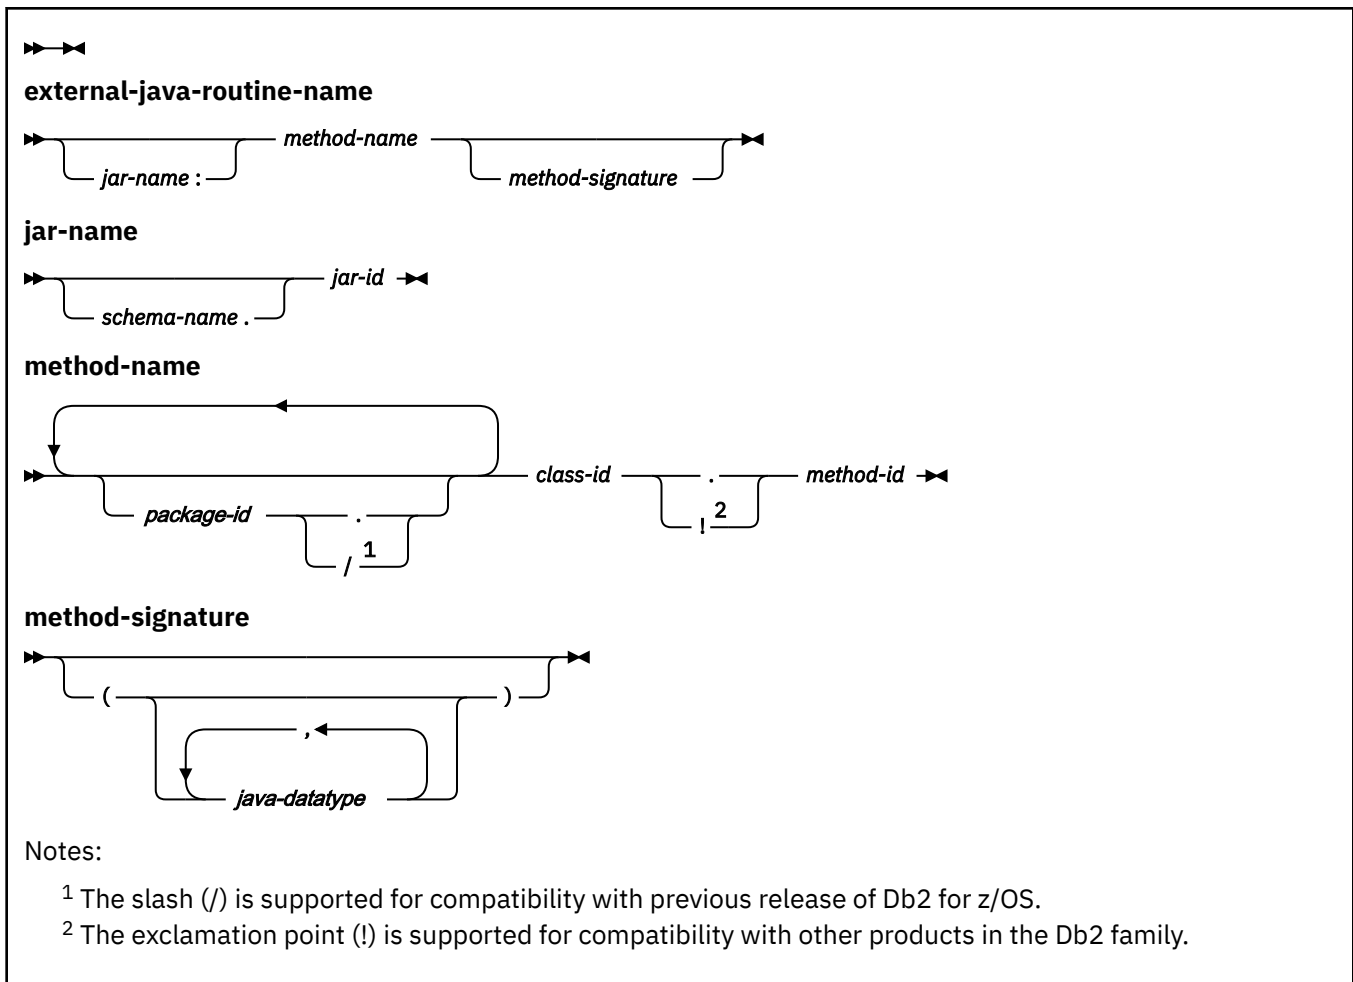 external-java-routine-name
method-name
jar-name :
method-signature
jar-name
jar-id
schema-name .
method-name
class-id . method-id
! 2
package-id .
/ 1
method-signature
( )
,
java-datatype
Notes:
1 The slash (/) is supported for compatibility with previous release of Db2 for z/OS.
2 The exclamation point (!) is supported for compatibility with other products in the Db2 family.